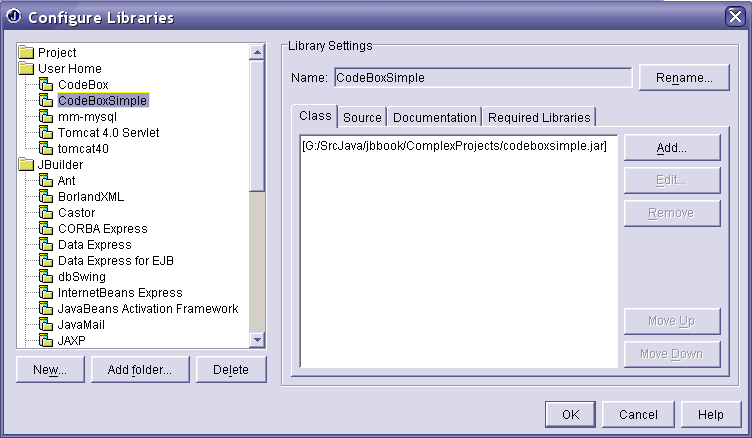 Configure Libraries
Project
User Home
CodeBox
CodeBoxSimple
mm-mysql
Tomcat 4.0 Servlet
tomcat40
JBuilder
Ant
BorlandXML
Castor
CORBA Express
Data Express
Data Express for EJB
dbSwing
InternetBeans Express
JavaBeans Activation Framework
JavaMail
JAXP
New...
Add folder...
Delete
Library Settings
Name:
CodeBoxSimple
Rename...
Class
Source
Documentation
Required Libraries
[G:/SrcJava/jbbook/ComplexProjects/codeboxsimple.jar]
Add...
Edit...
Remove
Move Up
Move Down
OK
Cancel
Help